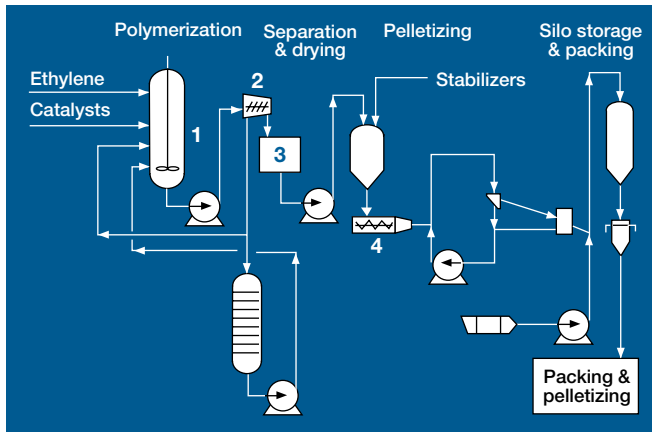 Polymerization
Separation
& drying
Pelletizing
Silo storage
& packing
Ethylene
Catalysts
1
2
3
Stabilizers
4
Packing &
pelletizing